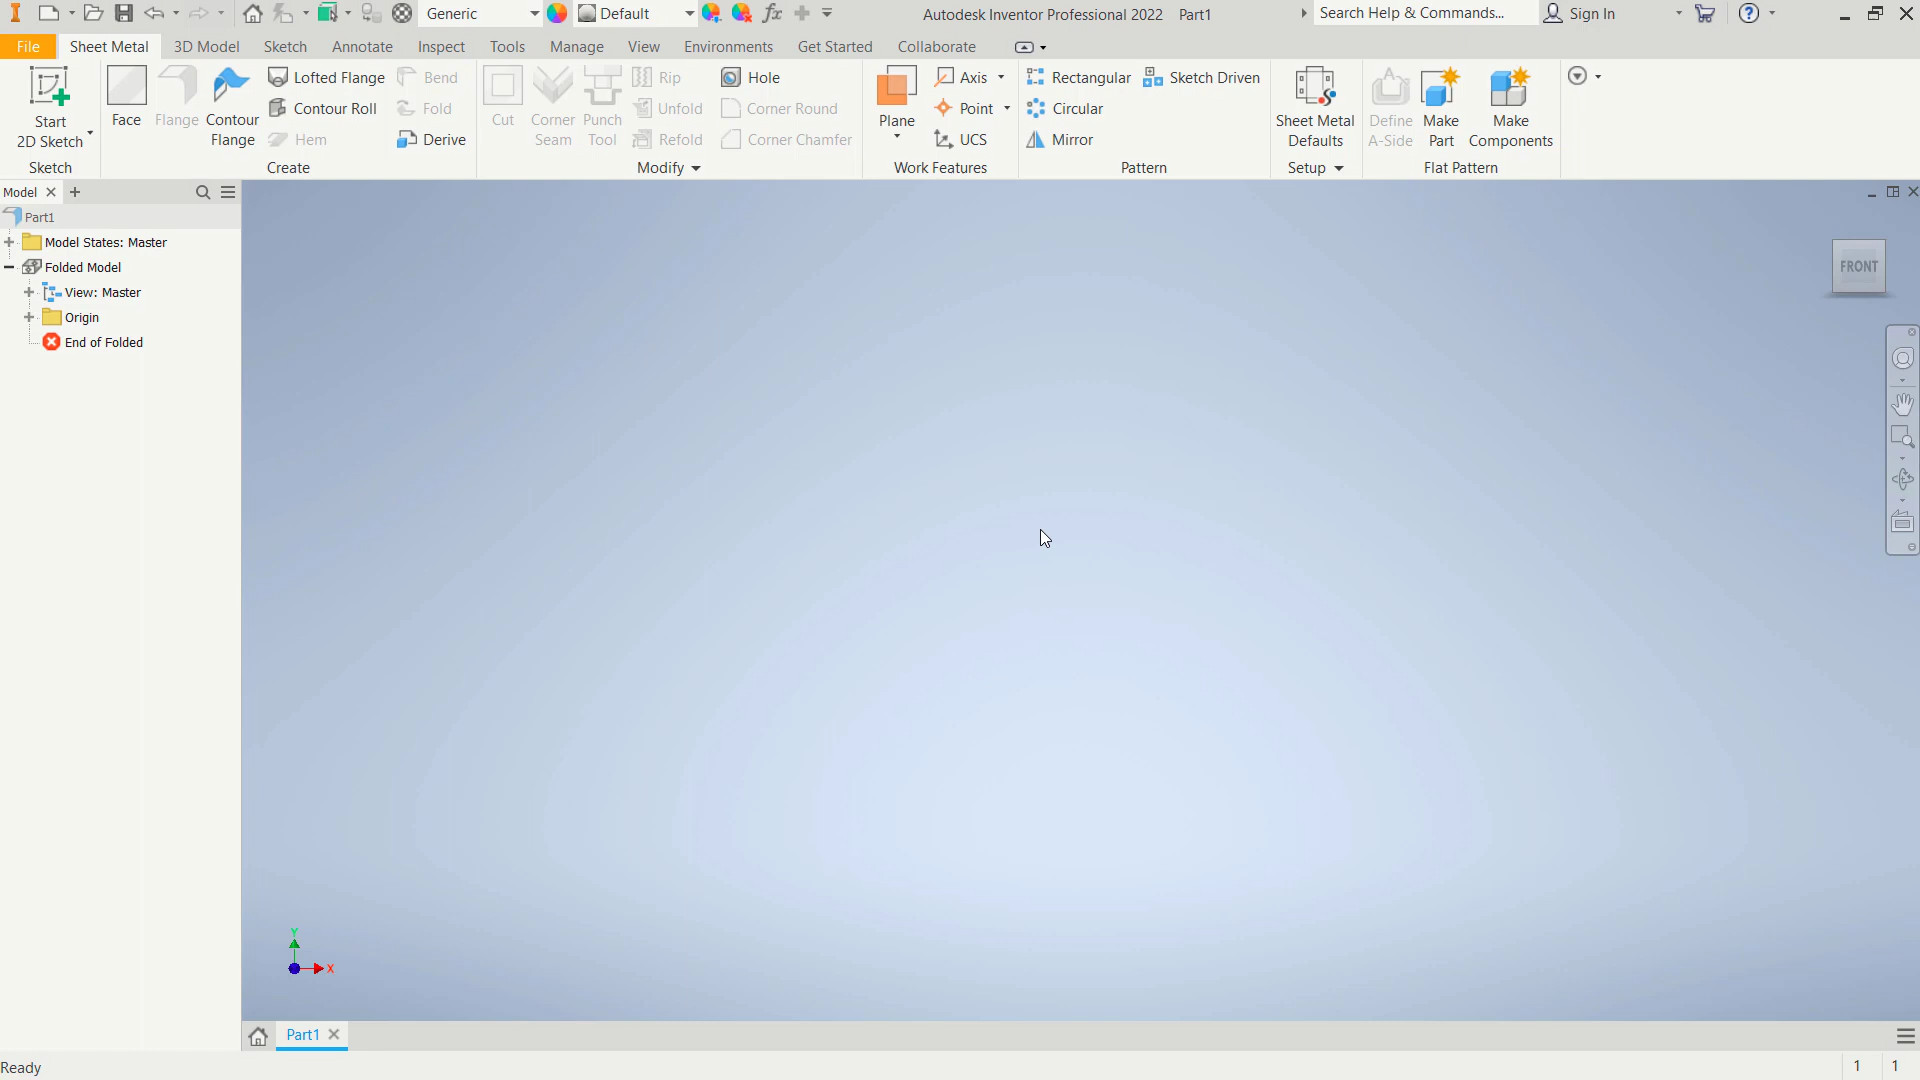 Generic
Default
Autodesk Inventor Professional 2022 Part1
Search Help & Commands...
Sign In
File Sheet Metal 3D Model Sketch Annotate Inspect Tools Manage View Environments Get Started Collaborate
Start
2D Sketch
Sketch
Face
Flange
Contour
Flange
Lofted Flange
Contour Roll
Hem
Bend
Fold
Derive
Create
Cut
Corner
Seam
Punch
Tool
Rip
Unfold
Refold
Hole
Corner Round
Corner Chamfer
Modify
Plane
Axis
Point
UCS
Work Features
Rectangular
Circular
Mirror
Sketch Driven
Pattern
Sheet Metal
Defaults
Setup
Define
A-Side
Make
Part
Make
Components
Flat Pattern
Model
Part1
Model States: Master
Folded Model
View: Master
Origin
End of Folded
FRONT
Y
X
Part1
Ready
1 1